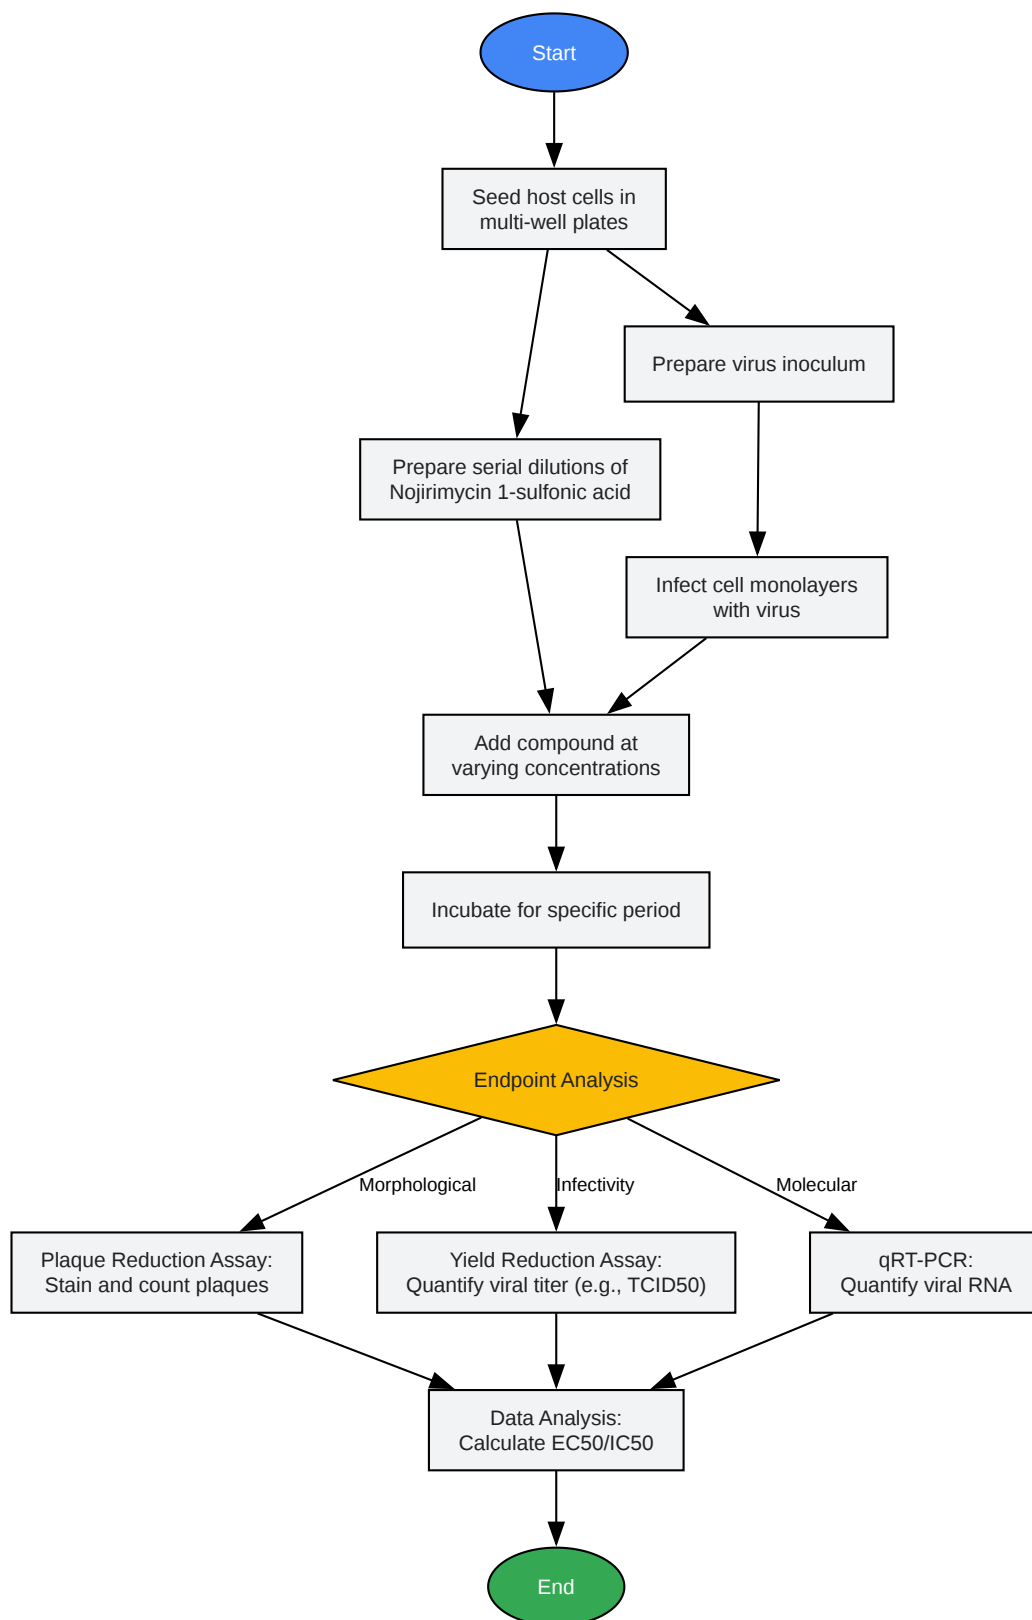 Start
Seed host cells in
multi-well plates
Prepare virus inoculum
Prepare serial dilutions of
Nojirimycin 1-sulfonic acid
Infect cell monolayers
with virus
Add compound at
varying concentrations
Incubate for specific period
Endpoint Analysis
Morphological
Infectivity
Molecular
Plaque Reduction Assay:
Stain and count plaques
Yield Reduction Assay:
Quantify viral titer (e.g., TCID50)
qRT-PCR:
Quantify viral RNA
Data Analysis:
Calculate EC50/IC50
End